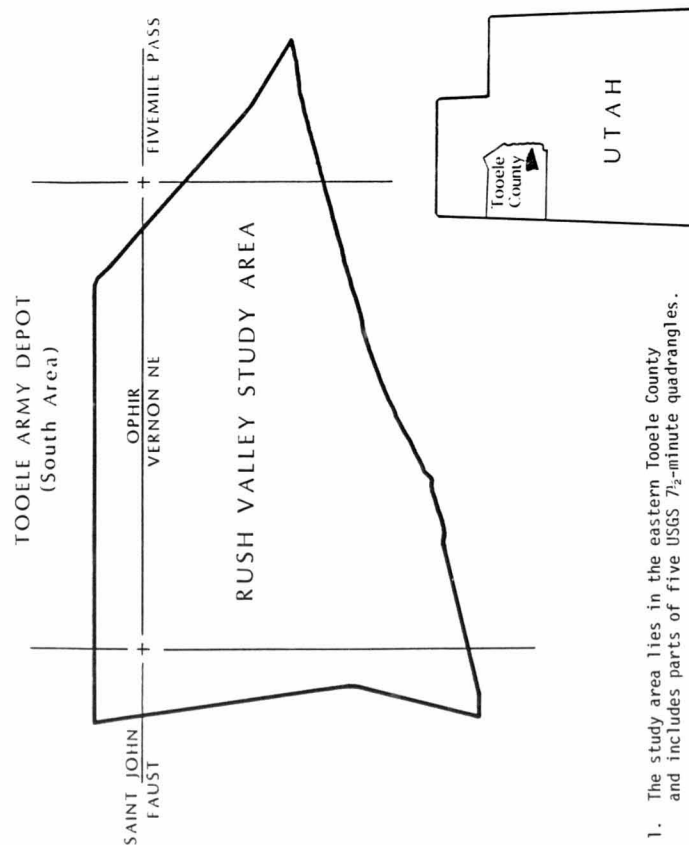 TOOELE ARMY DEPOT
(South Area)
SAINT JOHN
FAUST
OPHIR
VERNON NE
FIVEMILE PASS
RUSH VALLEY STUDY AREA
Tooele
County
UTAH
1. The study area lies in the eastern Tooele County
and includes parts of five USGS 7½-minute quadrangles.